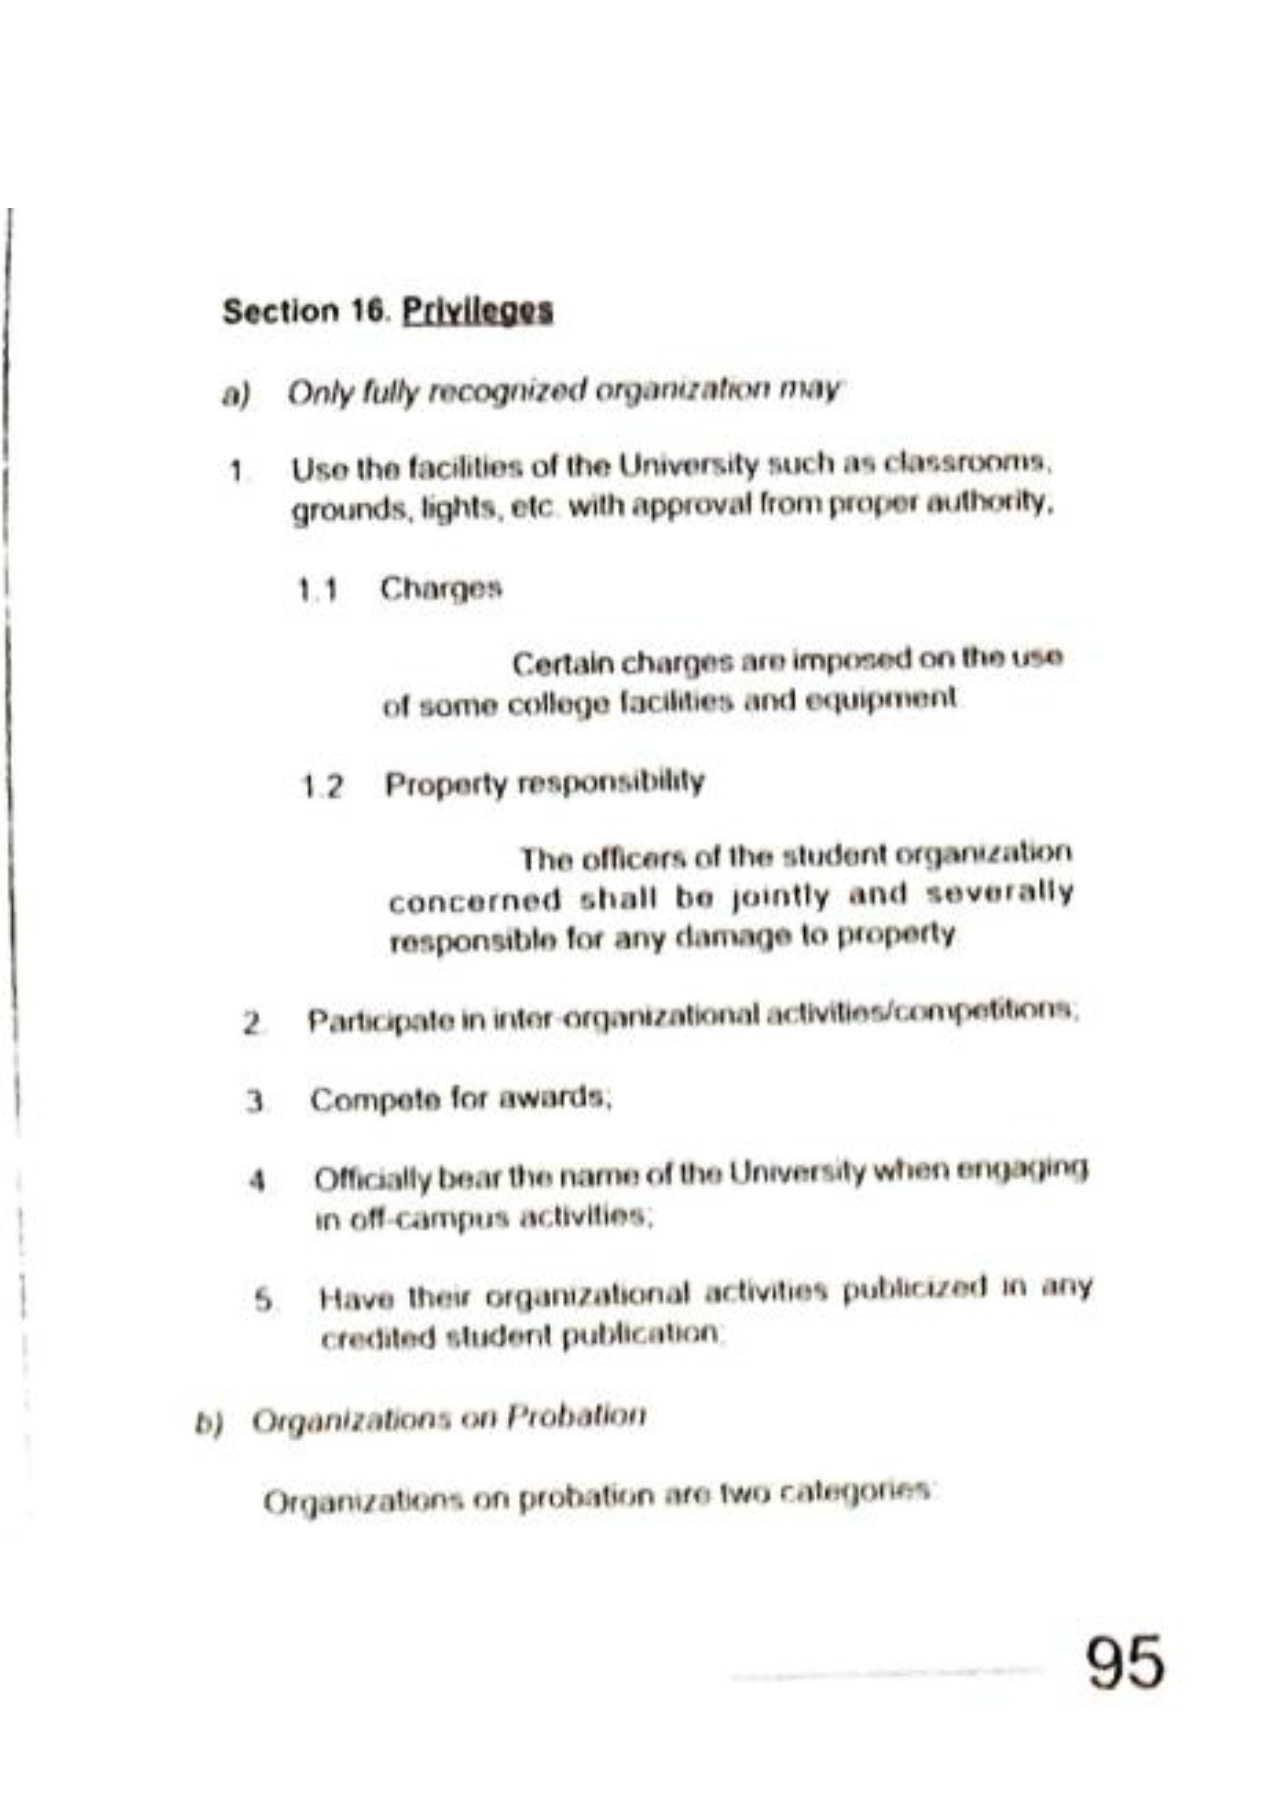 Section 16. Privileges
a) Only fully recognized organization may
1. Use the facilities of the University such as classrooms,
grounds, lights, etc. with approval from proper authority,
1.1 Charges
Certain charges are imposed on the use
of some college facilities and equipment
1.2 Property responsibility
The officers of the student organization
concerned shall be jointly and severally
responsible for any damage to property
2. Participate in inter-organizational activities/competitions;
3. Compete for awards;
4 Officially bear the name of the University when engaging
in off-campus activities;
5. Have their organizational activities publicized in any
credited student publication;
b) Organizations on Probation
Organizations on probation are two categories:
95